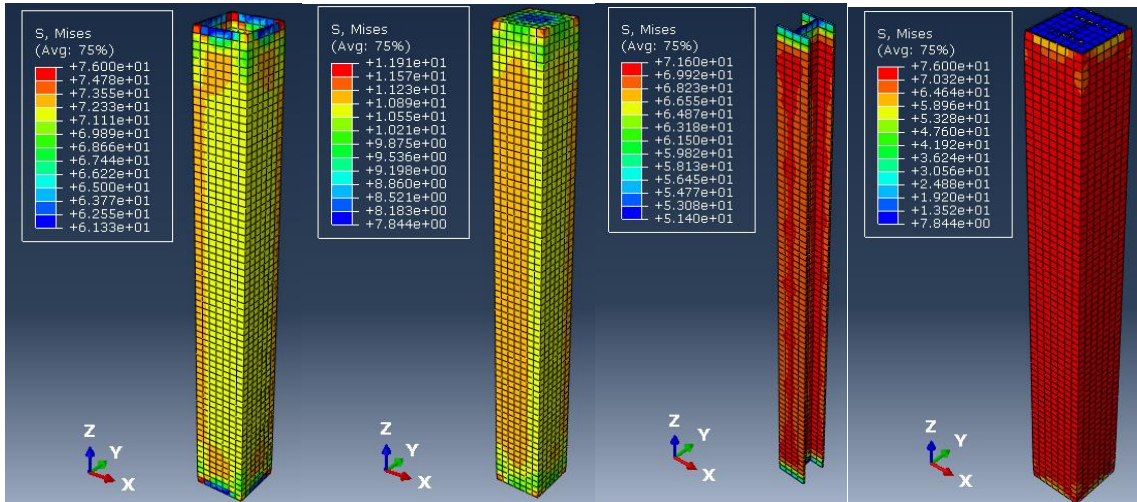 S, Mises
(Avg: 75%)
+7.600e+01
+7.478e+01
+7.355e+01
+7.233e+01
+7.111e+01
+6.989e+01
+6.866e+01
+6.744e+01
+6.622e+01
+6.500e+01
+6.377e+01
+6.255e+01
+6.133e+01
Z
Y
X
S, Mises
(Avg: 75%)
+1.191e+01
+1.157e+01
+1.123e+01
+1.089e+01
+1.055e+01
+1.021e+01
+9.875e+00
+9.536e+00
+9.198e+00
+8.860e+00
+8.521e+00
+8.183e+00
+7.844e+00
Z
Y
X
S, Mises
(Avg: 75%)
+7.160e+01
+6.992e+01
+6.823e+01
+6.655e+01
+6.487e+01
+6.318e+01
+6.150e+01
+5.982e+01
+5.813e+01
+5.645e+01
+5.477e+01
+5.308e+01
+5.140e+01
Z
Y
X
S, Mises
(Avg: 75%)
+7.600e+01
+7.032e+01
+6.464e+01
+5.896e+01
+5.328e+01
+4.760e+01
+4.192e+01
+3.624e+01
+3.056e+01
+2.488e+01
+1.920e+01
+1.352e+01
+7.844e+00
Z
Y
X